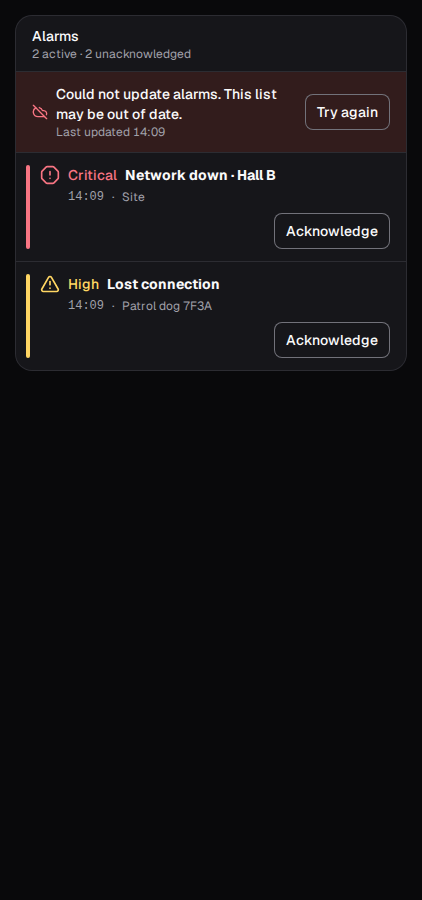 Alarms
2 active · 2 unacknowledged
Could not update alarms. This list
may be out of date.
Last updated 14:09
Try again
Critical Network down · Hall B
14:09 · Site
Acknowledge
High Lost connection
14:09 · Patrol dog 7F3A
Acknowledge